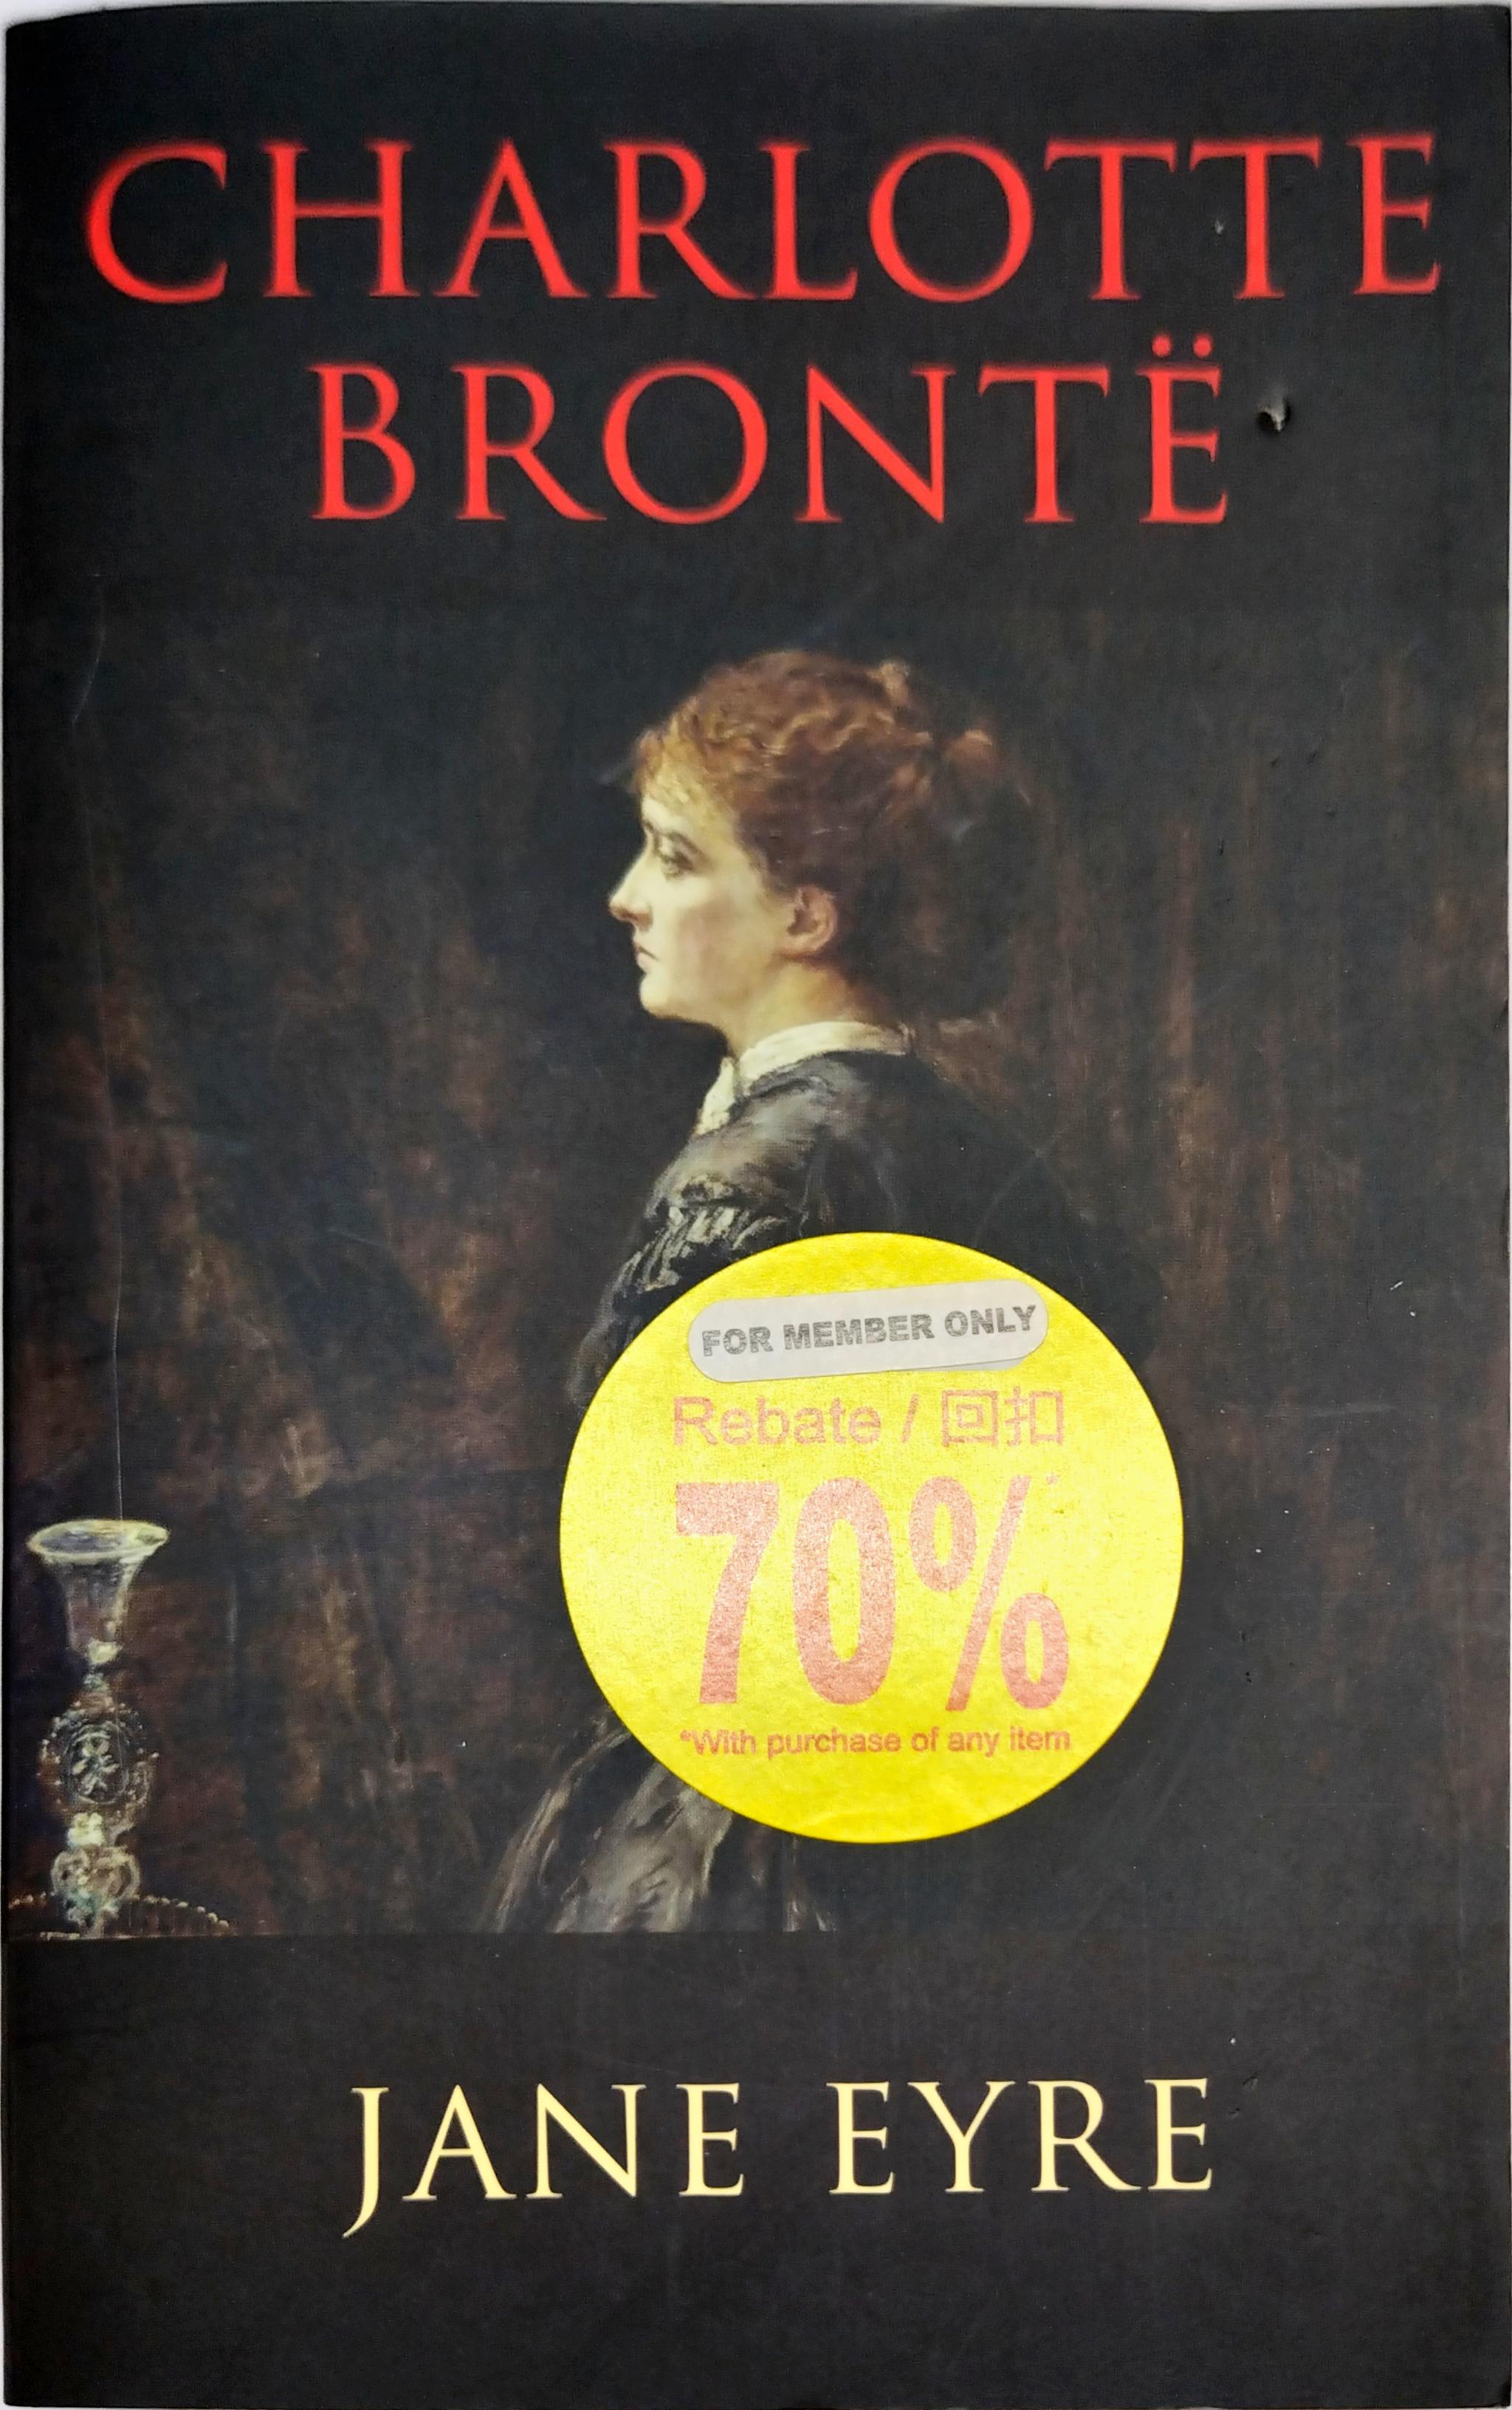 CHARLOTTE
BRONTË
FOR MEMBER ONLY
Rebate / 回扣
70%*
*With purchase of any item
JANE EYRE